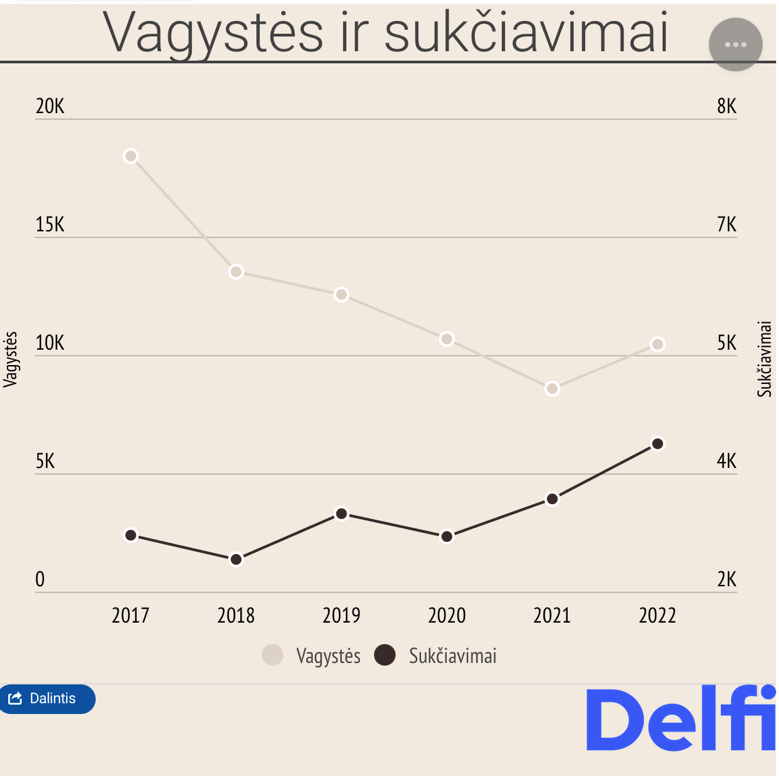 Vagystės ir sukčiavimai
20K 8K
15K 7K
Vagystės
10K 5K
Sukčiavimai
5K 4K
0 2K
2017 2018 2019 2020 2021 2022
Vagystės Sukčiavimai
Dalintis
Delfi